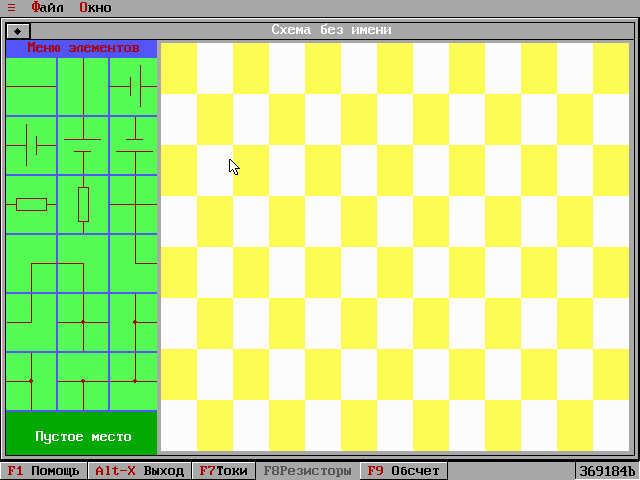 ≡ Файл Окно
Схема без имени
Меню элементов
Пустое место
F1 Помощь Alt-X Выход F7Токи F8Резисторы F9 Обсчет 369184b